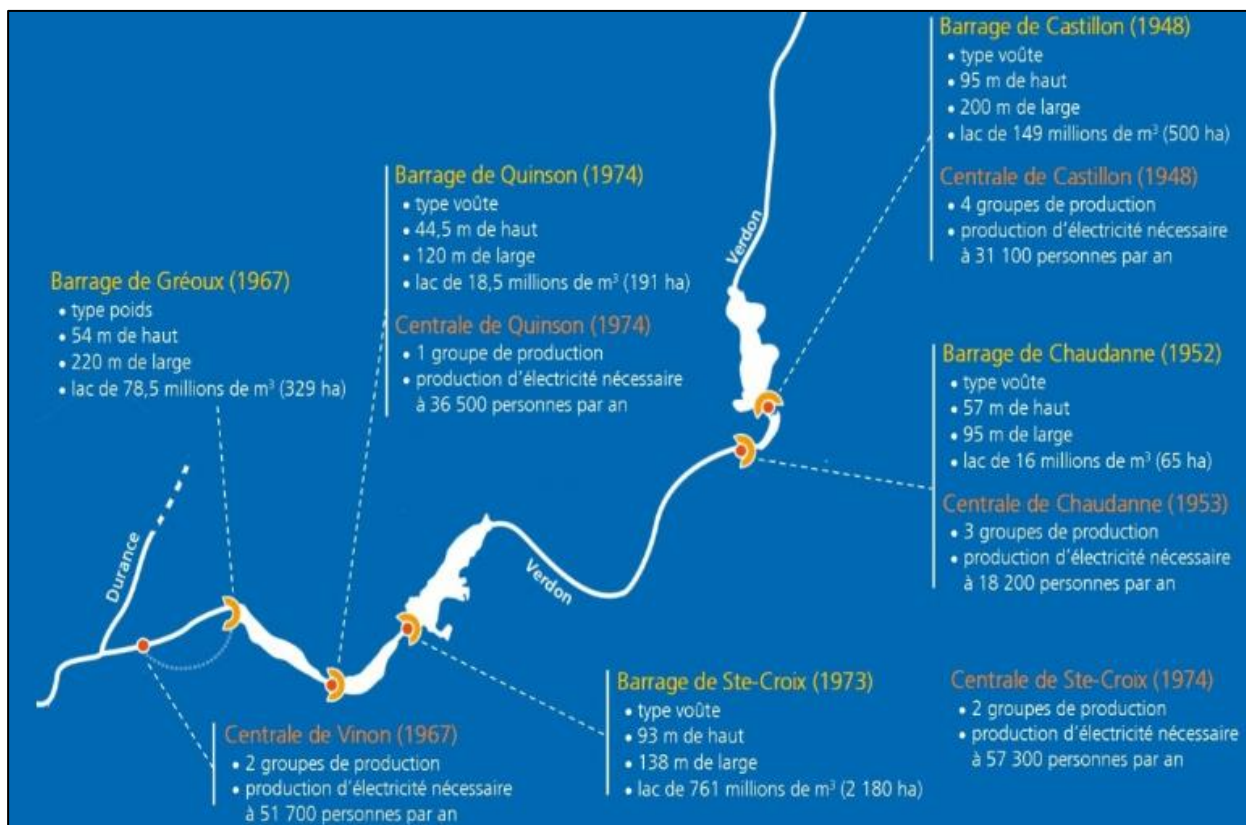 Barrage de Castillon (1948)
• type voûte
• 95 m de haut
• 200 m de large
• lac de 149 millions de m³ (500 ha)
Centrale de Castillon (1948)
• 4 groupes de production
• production d'électricité nécessaire
à 31 100 personnes par an
Barrage de Quinson (1974)
• type voûte
• 44,5 m de haut
• 120 m de large
• lac de 18,5 millions de m³ (191 ha)
Centrale de Quinson (1974)
• 1 groupe de production
• production d'électricité nécessaire
à 36 500 personnes par an
Verdon
Barrage de Gréoux (1967)
• type poids
• 54 m de haut
• 220 m de large
• lac de 78,5 millions de m³ (329 ha)
Barrage de Chaudanne (1952)
• type voûte
• 57 m de haut
• 95 m de large
• lac de 16 millions de m³ (65 ha)
Centrale de Chaudanne (1953)
• 3 groupes de production
• production d'électricité nécessaire
à 18 200 personnes par an
Durance
Verdon
Centrale de Vinon (1967)
• 2 groupes de production
• production d'électricité nécessaire
à 51 700 personnes par an
Barrage de Ste-Croix (1973)
• type voûte
• 93 m de haut
• 138 m de large
• lac de 761 millions de m³ (2 180 ha)
Centrale de Ste-Croix (1974)
• 2 groupes de production
• production d'électricité nécessaire
à 57 300 personnes par an